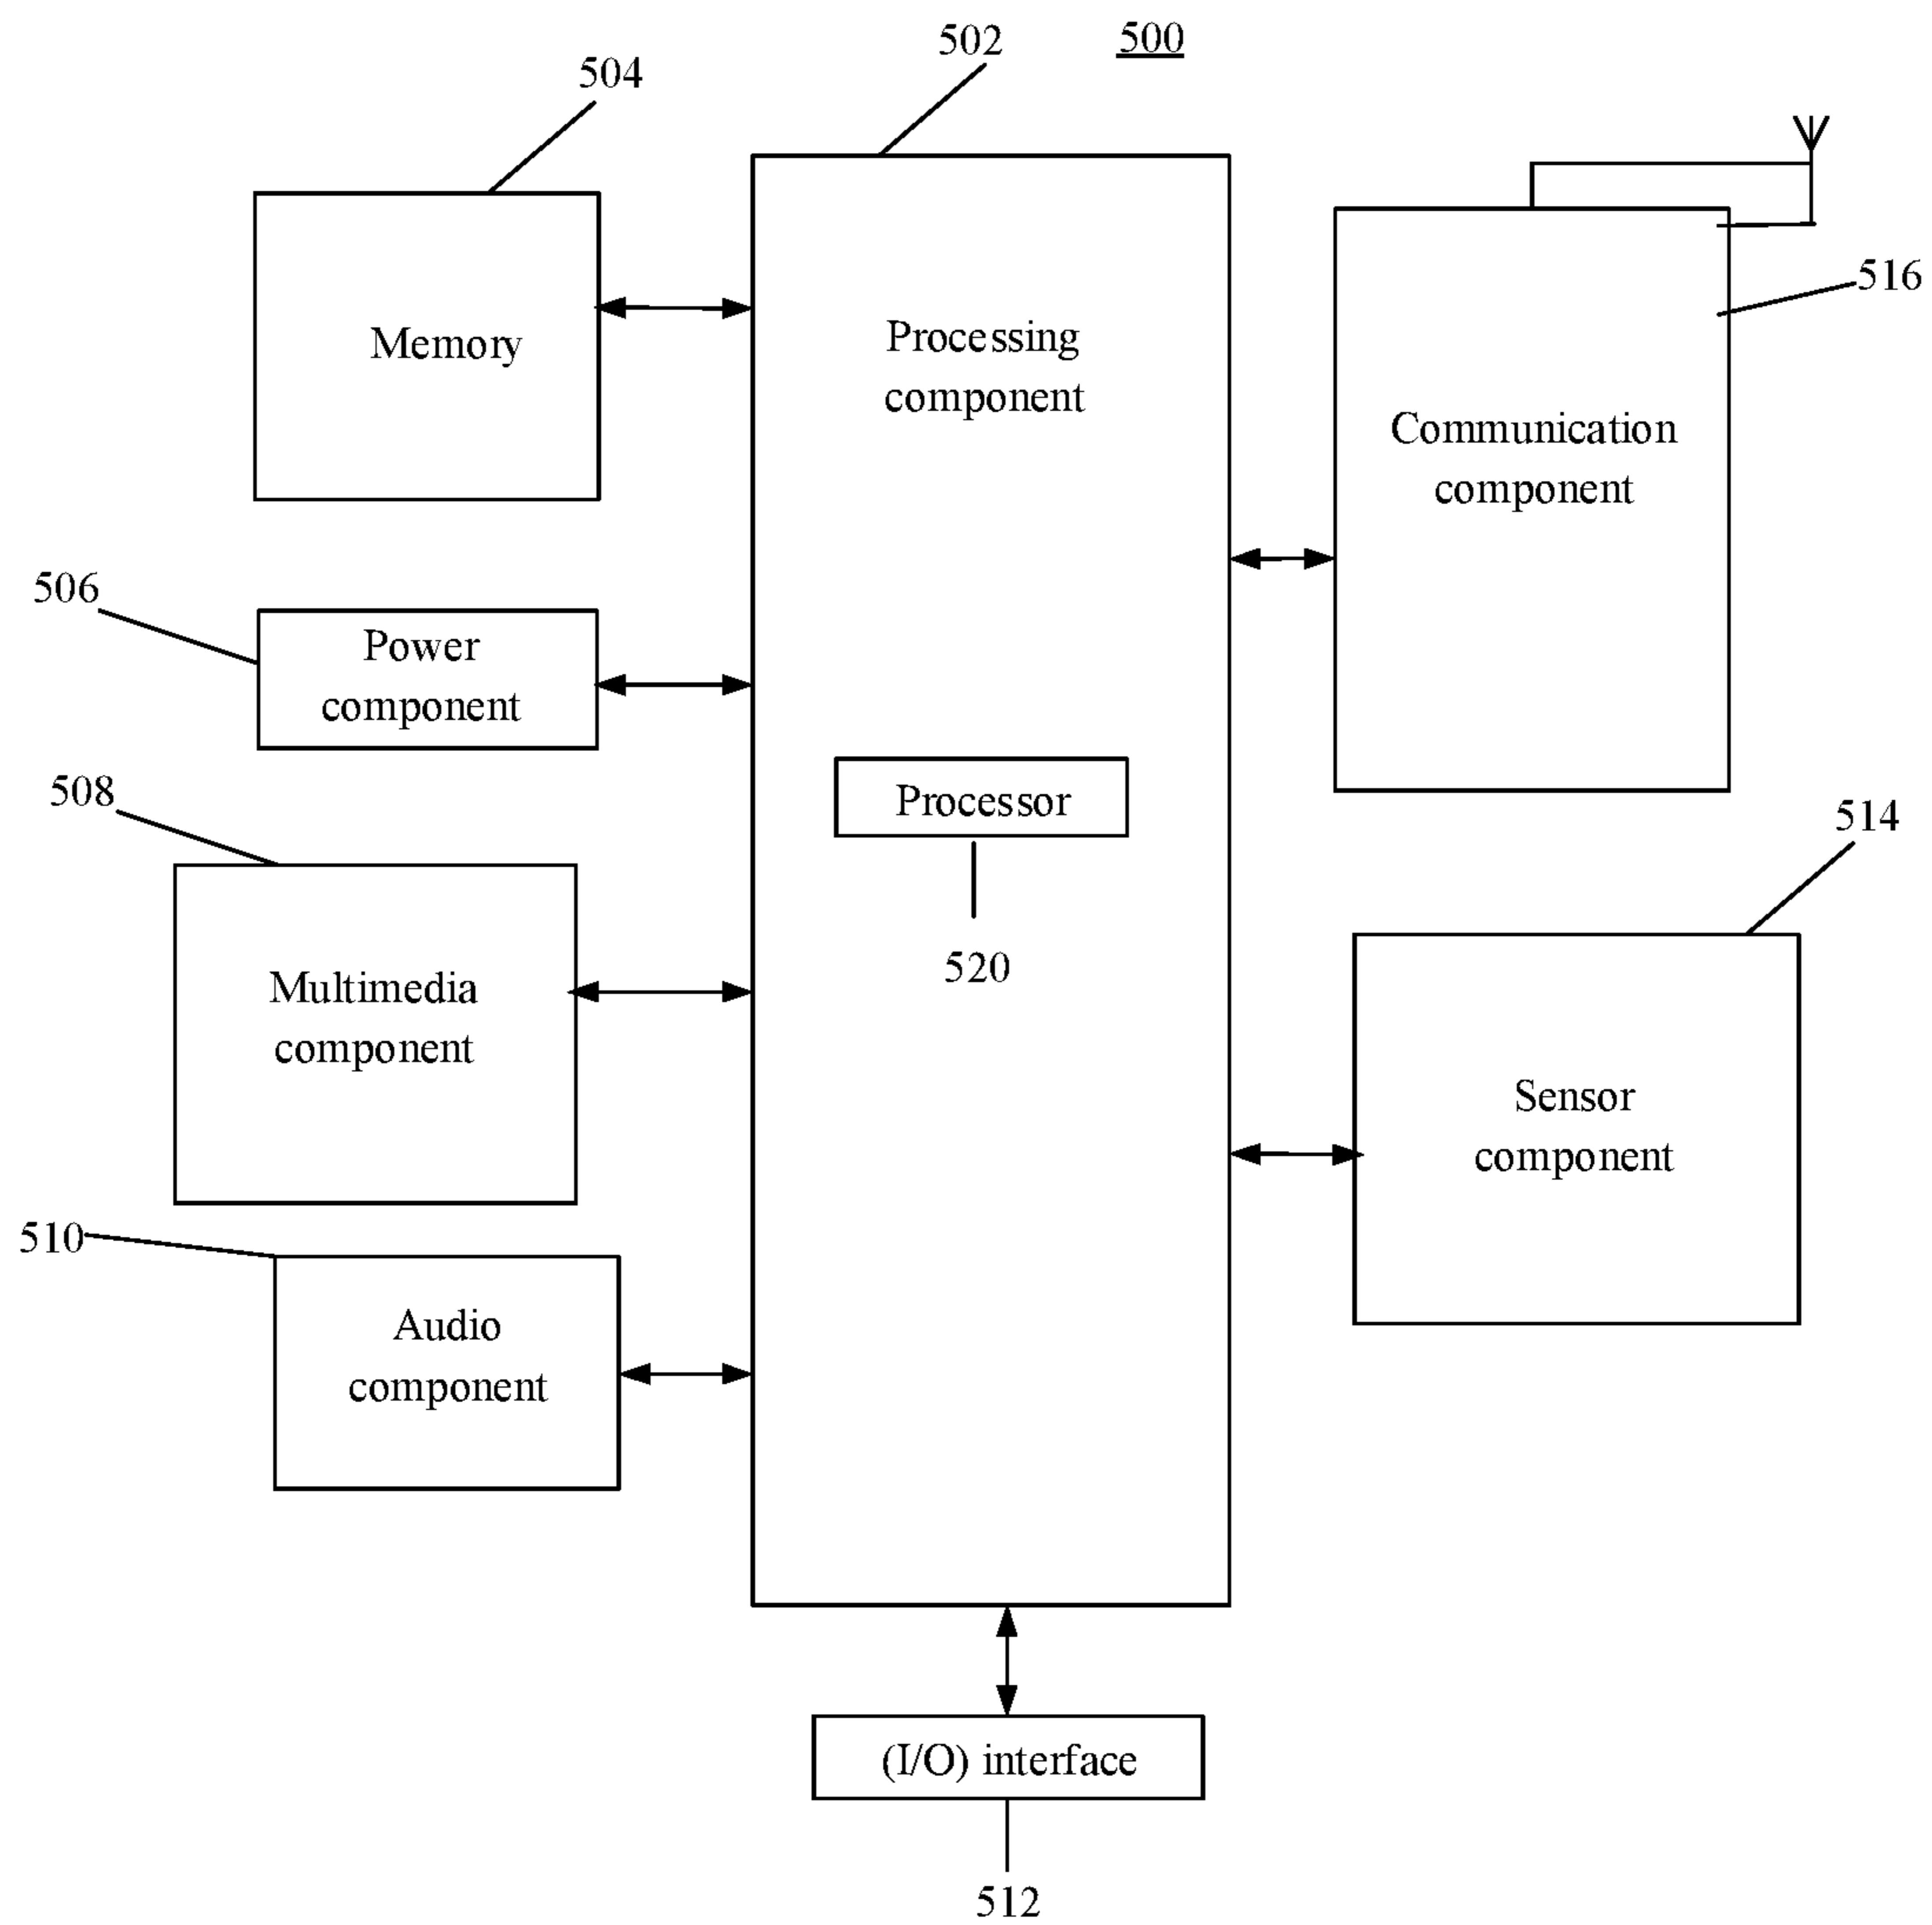 502
500
504
516
Memory
Processing
component
Communication
component
506
Power
component
508
Processor
514
520
Multimedia
component
Sensor
component
510
Audio
component
(I/O) interface
512